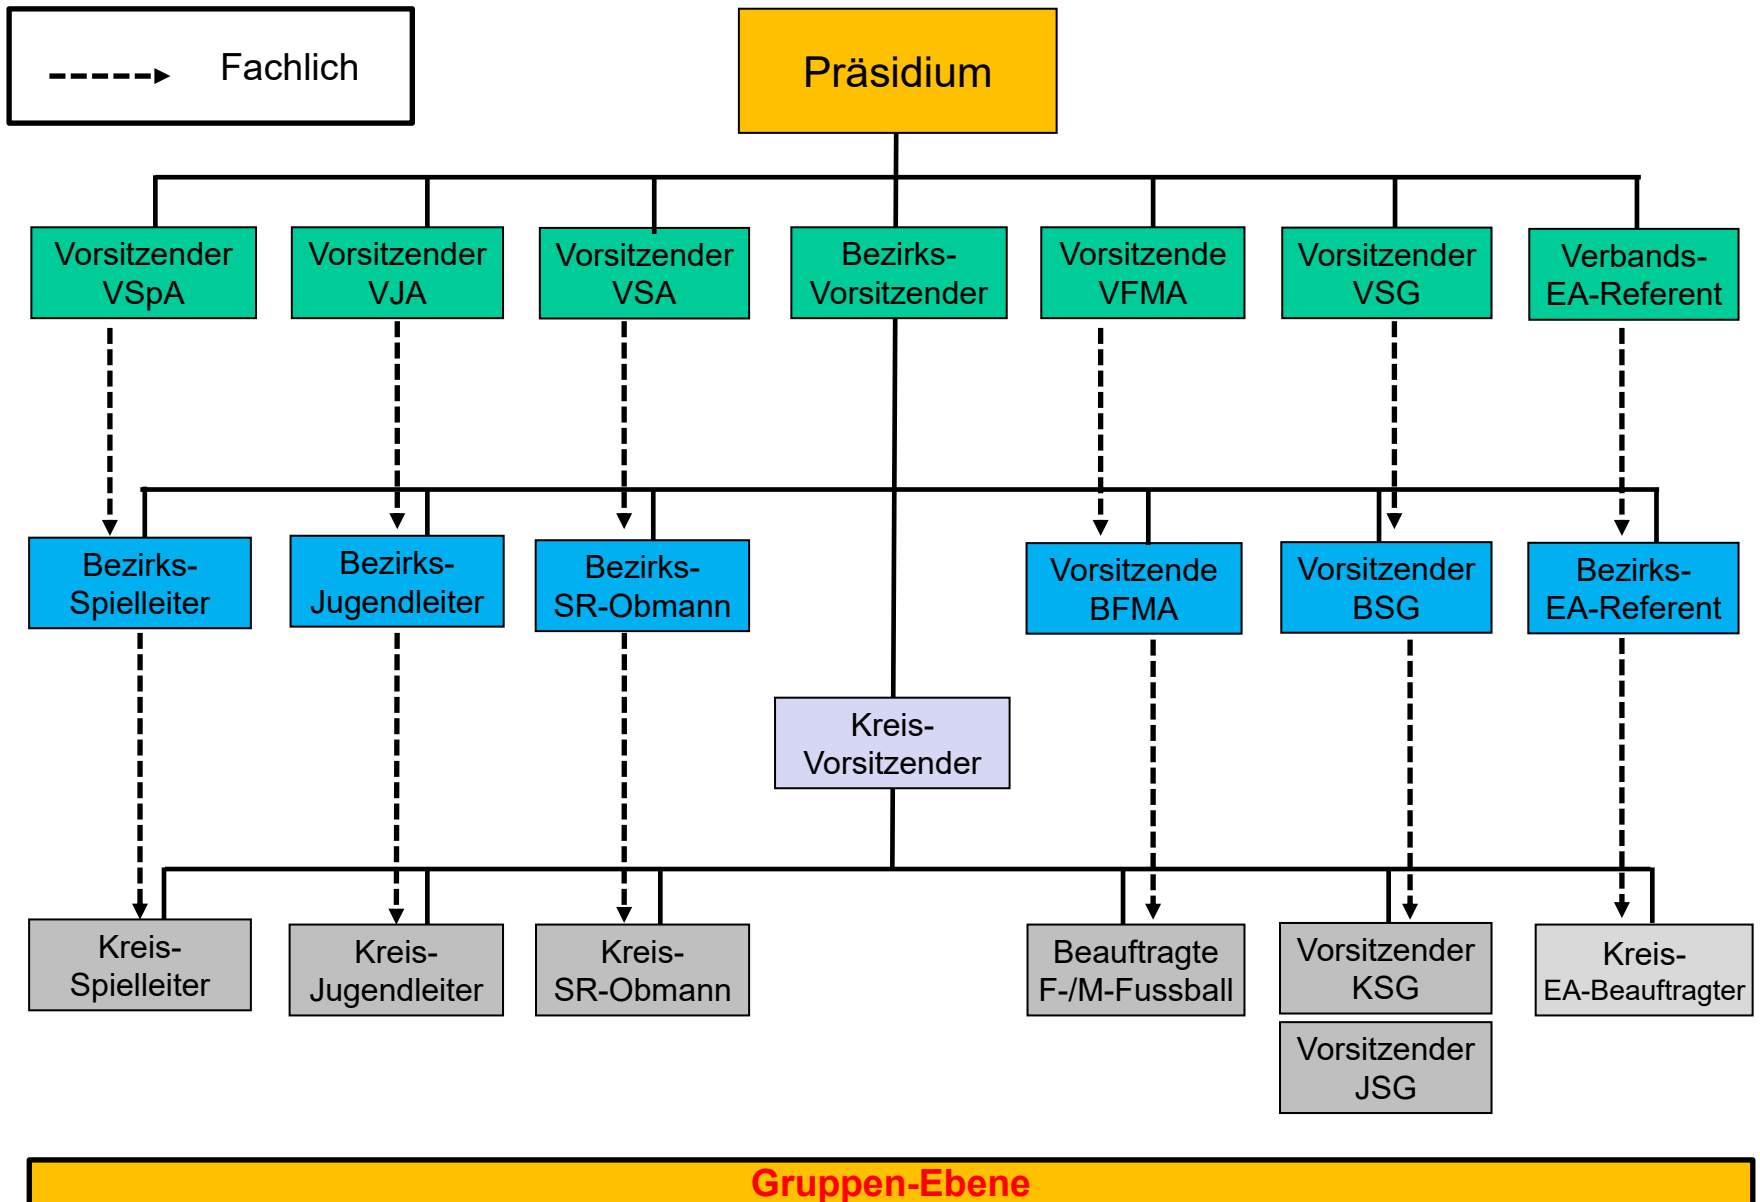 Fachlich
Präsidium
Vorsitzender
VSpA
Vorsitzender
VJA
Vorsitzender
VSA
Bezirks-
Vorsitzender
Vorsitzende
VFMA
Vorsitzender
VSG
Verbands-
EA-Referent
Bezirks-
Spielleiter
Bezirks-
Jugendleiter
Bezirks-
SR-Obmann
Vorsitzende
BFMA
Vorsitzender
BSG
Bezirks-
EA-Referent
Kreis-
Vorsitzender
Kreis-
Spielleiter
Kreis-
Jugendleiter
Kreis-
SR-Obmann
Beauftragte
F-/M-Fussball
Vorsitzender
KSG
Kreis-
EA-Beauftragter
Vorsitzender
JSG
Gruppen-Ebene